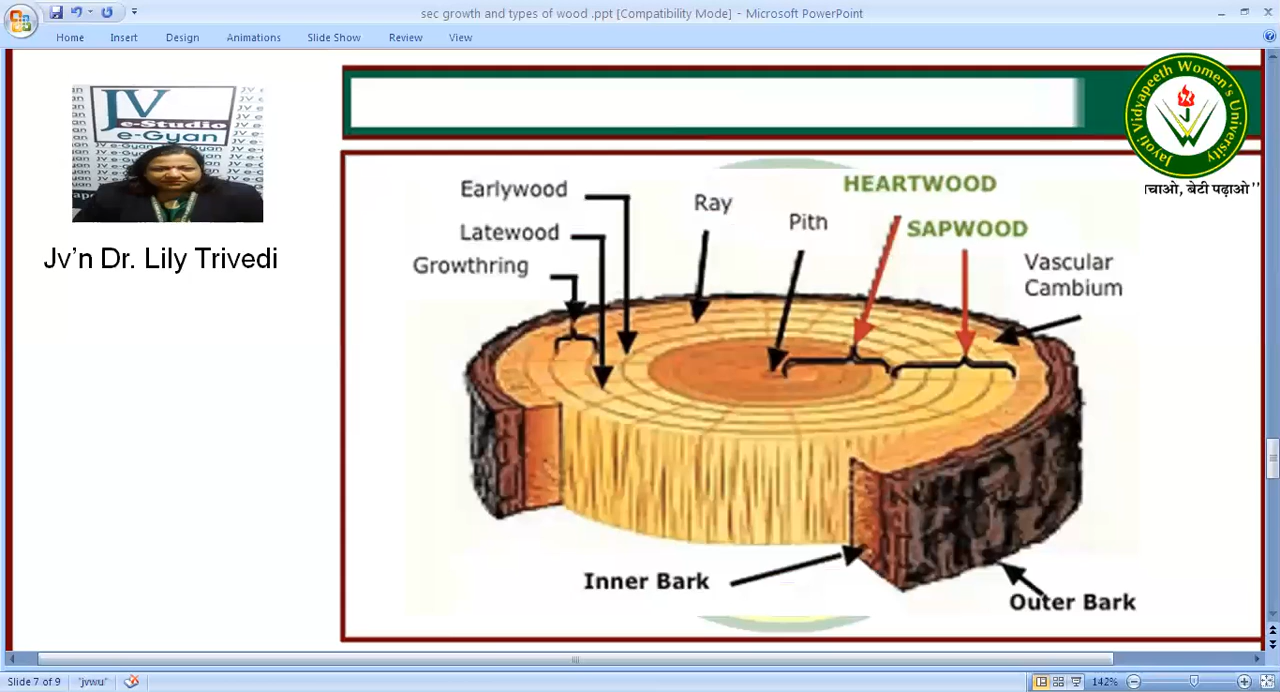 sec growth and types of wood .ppt [Compatibility Mode] - Microsoft PowerPoint
Home Insert Design Animations Slide Show Review View
JV
e-Studio
e-Gyan
Jv'n Dr. Lily Trivedi
Jayoti Vidyapeeth Women's University
चाओ, बेटी पढ़ाओ''
Earlywood
Latewood
Growthring
Ray
Pith
HEARTWOOD
SAPWOOD
Vascular
Cambium
Inner Bark
Outer Bark
Slide 7 of 9 "jvwu" 142%